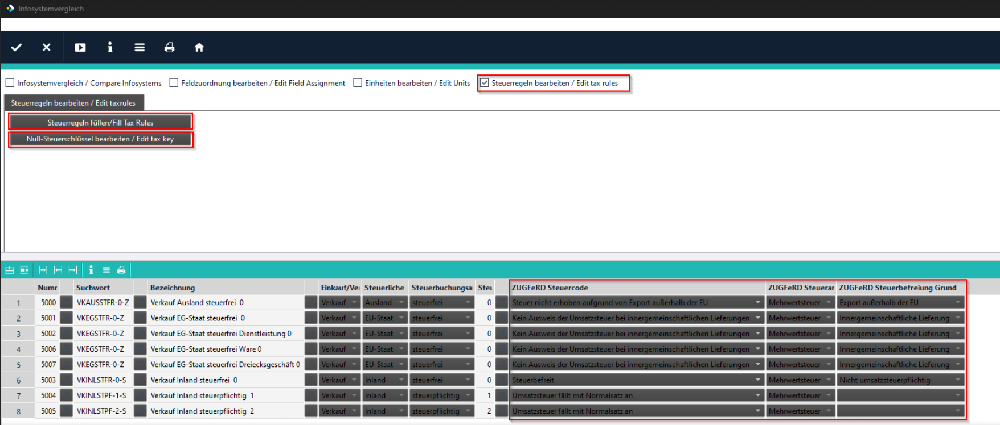 Infosystemvergleich
Infosystemvergleich / Compare Infosystems Feldzuordnung bearbeiten / Edit Field Assignment Einheiten bearbeiten / Edit Units Steuerregeln bearbeiten / Edit tax rules
Steuerregeln bearbeiten / Edit taxrules
Steuerregeln füllen/Fill Tax Rules
Null-Steuerschlüssel bearbeiten / Edit tax key
Numr Suchwort Bezeichnung Einkauf/Ver Steuerliche Steuerbuchungsar Steu ZUGFeRD Steuercode ZUGFeRD Steuerar ZUGFeRD Steuerbefreiung Grund
1 5000 VKAUSSTFR-0-Z Verkauf Ausland steuerfrei 0 Verkauf Ausland steuerfrei 0 Steuer nicht erhoben aufgrund von Export außerhalb der EU Mehrwertsteuer Export außerhalb der EU
2 5001 VKEGSTFR-0-Z Verkauf EG-Staat steuerfrei 0 Verkauf EU-Staat steuerfrei 0 Kein Ausweis der Umsatzsteuer bei innergemeinschaftlichen Lieferungen Mehrwertsteuer Innergemeinschaftliche Lieferung
3 5002 VKEGSTFR-0-Z Verkauf EG-Staat steuerfrei Dienstleistung 0 Verkauf EU-Staat steuerfrei 0 Kein Ausweis der Umsatzsteuer bei innergemeinschaftlichen Lieferungen Mehrwertsteuer Innergemeinschaftliche Lieferung
4 5006 VKEGSTFR-0-Z Verkauf EG-Staat steuerfrei Ware 0 Verkauf EU-Staat steuerfrei 0 Kein Ausweis der Umsatzsteuer bei innergemeinschaftlichen Lieferungen Mehrwertsteuer Innergemeinschaftliche Lieferung
5 5007 VKEGSTFR-0-Z Verkauf EG-Staat steuerfrei Dreiecksgeschäft 0 Verkauf EU-Staat steuerfrei 0 Kein Ausweis der Umsatzsteuer bei innergemeinschaftlichen Lieferungen Mehrwertsteuer Innergemeinschaftliche Lieferung
6 5003 VKINLSTFR-0-S Verkauf Inland steuerfrei 0 Verkauf Inland steuerfrei 0 Steuerbefreit Mehrwertsteuer Nicht umsatzsteuerpflichtig
7 5004 VKINLSTPF-1-S Verkauf Inland steuerpflichtig 1 Verkauf Inland steuerpflichtig 1 Umsatzsteuer fällt mit Normalsatz an Mehrwertsteuer
8 5005 VKINLSTPF-2-S Verkauf Inland steuerpflichtig 2 Verkauf Inland steuerpflichtig 2 Umsatzsteuer fällt mit Normalsatz an Mehrwertsteuer